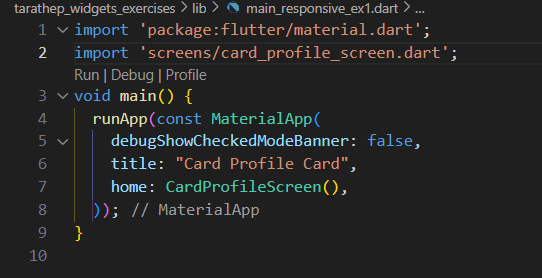 tarathep_widgets_exercises > lib > main_responsive_ex1.dart > ...
1 import 'package:flutter/material.dart';
2 import 'screens/card_profile_screen.dart';
Run | Debug | Profile
3 void main() {
4 runApp(const MaterialApp(
5 debugShowCheckedModeBanner: false,
6 title: "Card Profile Card",
7 home: CardProfileScreen(),
8 )); // MaterialApp
9 }
10